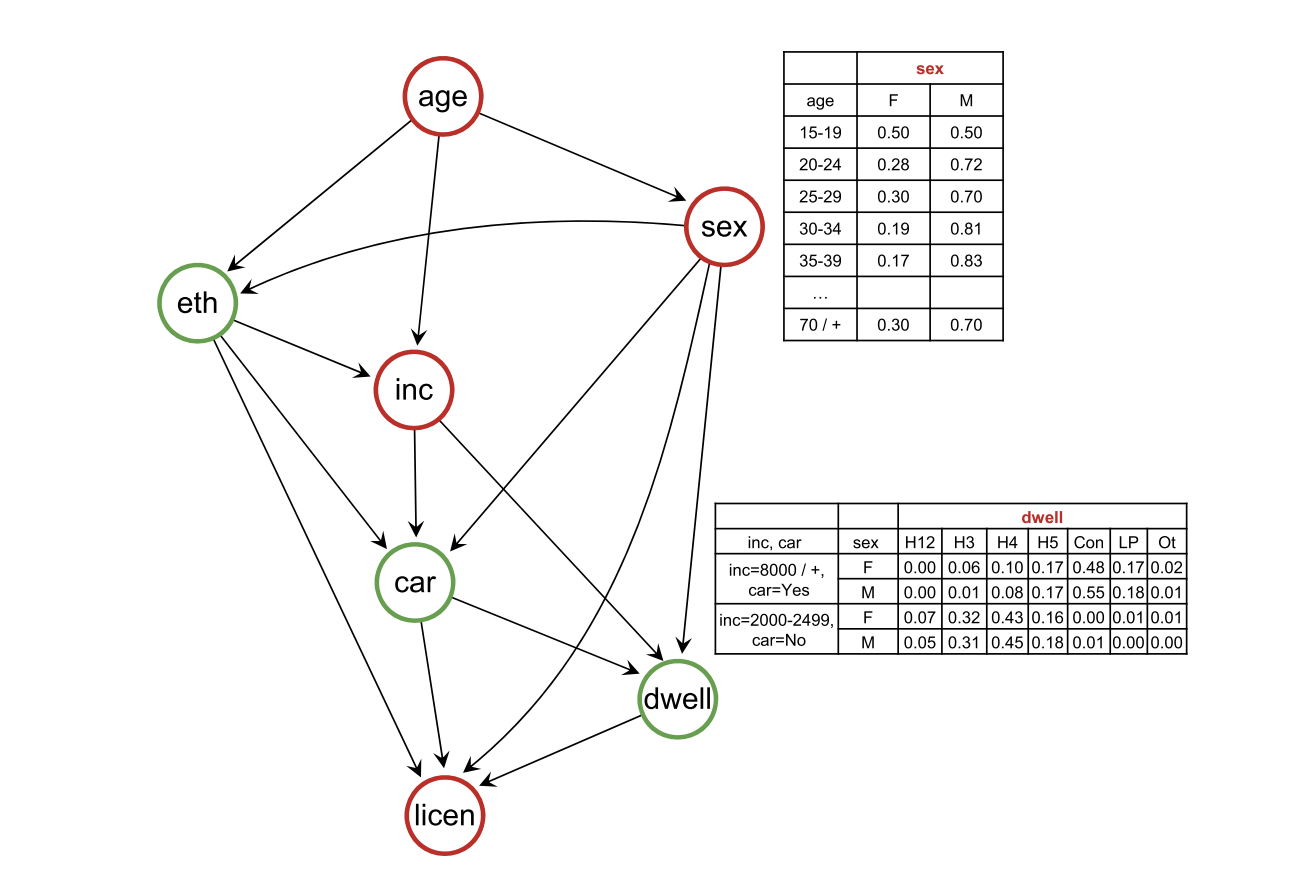 age
sex
eth
inc
car
dwell
licen
sex
age F M
15-19 0.50 0.50
20-24 0.28 0.72
25-29 0.30 0.70
30-34 0.19 0.81
35-39 0.17 0.83
…
70 / + 0.30 0.70
dwell
inc, car sex H12 H3 H4 H5 Con LP Ot
inc=8000 / +, car=Yes F 0.00 0.06 0.10 0.17 0.48 0.17 0.02
M 0.00 0.01 0.08 0.17 0.55 0.18 0.01
inc=2000-2499, car=No F 0.07 0.32 0.43 0.16 0.00 0.01 0.01
M 0.05 0.31 0.45 0.18 0.01 0.00 0.00